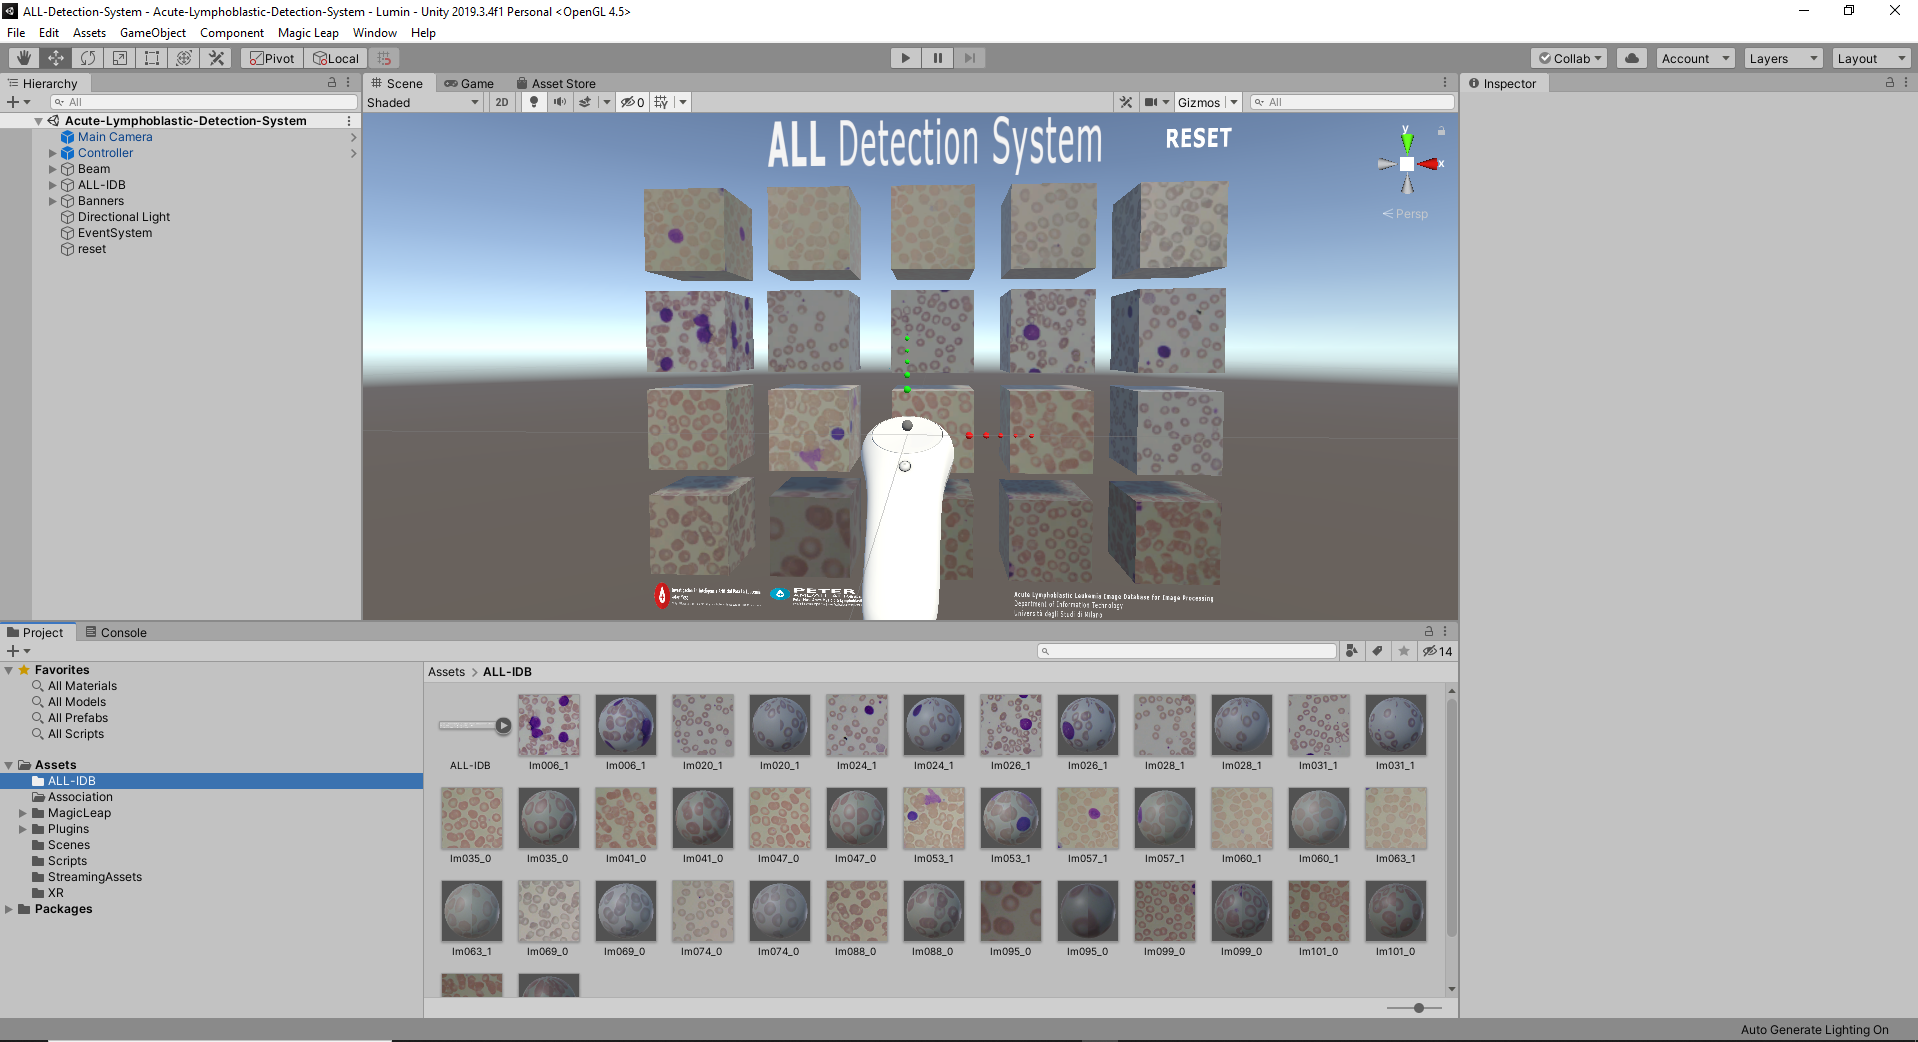 ALL-Detection-System - Acute-Lymphoblastic-Detection-System - Lumin - Unity 2019.3.4f1 Personal <OpenGL 4.5>
File Edit Assets GameObject Component Magic Leap Window Help
Pivot Local Collab Account Layers Layout
Hierarchy Scene Game Asset Store Inspector
All Shaded 2D 0 Gizmos All
Acute-Lymphoblastic-Detection-System
Main Camera
Controller
Beam
ALL-IDB
Banners
Directional Light
EventSystem
reset
ALL Detection System
RESET
y
x
Persp
PETER
Acute Lymphoblastic Leukemia Image Database for Image Processing
Department of Information Technology
Università degli Studi di Milano
Project Console
14
Favorites
All Materials
All Models
All Prefabs
All Scripts
Assets
ALL-IDB
Association
MagicLeap
Plugins
Scenes
Scripts
StreamingAssets
XR
Packages
Assets > ALL-IDB
ALL-IDB Im006_1 Im006_1 Im020_1 Im020_1 Im024_1 Im024_1 Im026_1 Im026_1 Im028_1 Im028_1 Im031_1 Im031_1
Im035_0 Im035_0 Im041_0 Im041_0 Im047_0 Im047_0 Im053_1 Im053_1 Im057_1 Im057_1 Im060_1 Im060_1 Im063_1
Im063_1 Im069_0 Im069_0 Im074_0 Im074_0 Im088_0 Im088_0 Im095_0 Im095_0 Im099_0 Im099_0 Im101_0 Im101_0
Auto Generate Lighting On